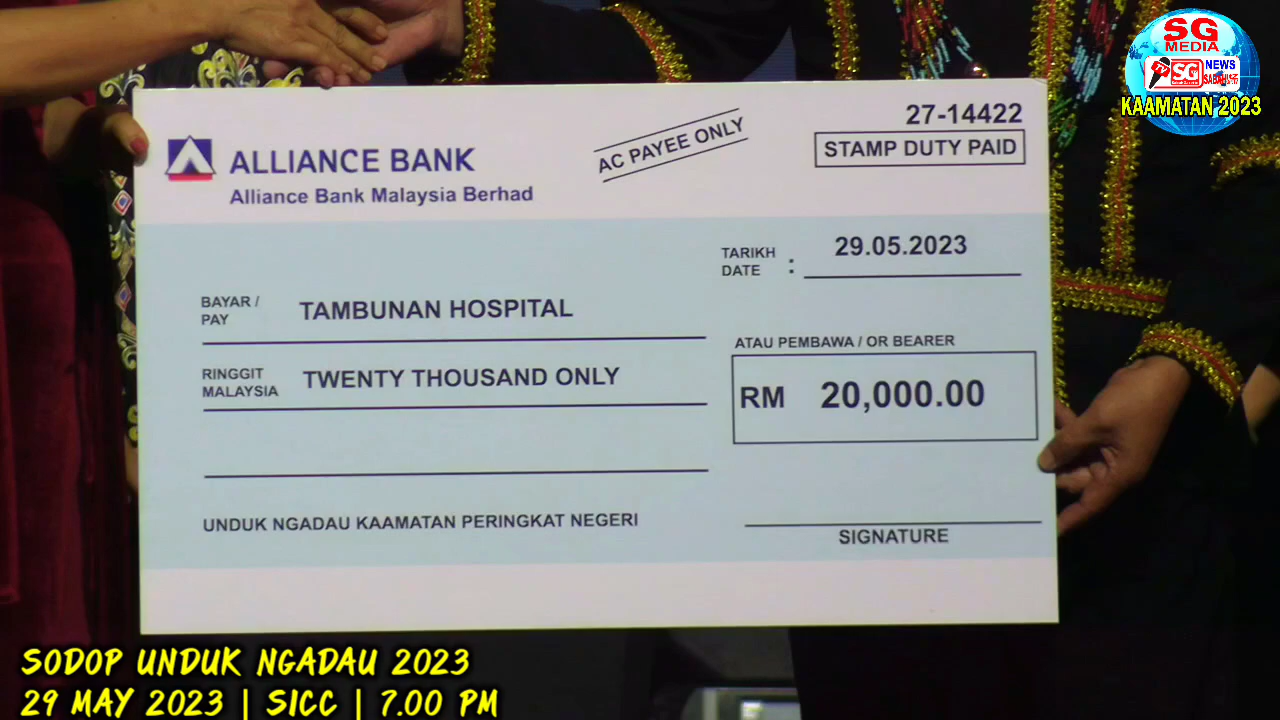 SG
MEDIA
TV SG NEWS
KAAMATAN 2023
27-14422
AC PAYEE ONLY
STAMP DUTY PAID
ALLIANCE BANK
Alliance Bank Malaysia Berhad
TARIKH
DATE : 29.05.2023
BAYAR /
PAY TAMBUNAN HOSPITAL
ATAU PEMBAWA / OR BEARER
RINGGIT
MALAYSIA TWENTY THOUSAND ONLY
RM 20,000.00
UNDUK NGADAU KAAMATAN PERINGKAT NEGERI
SIGNATURE
SODOP UNDUK NGADAU 2023
29 MAY 2023 | SICC | 7.00 PM